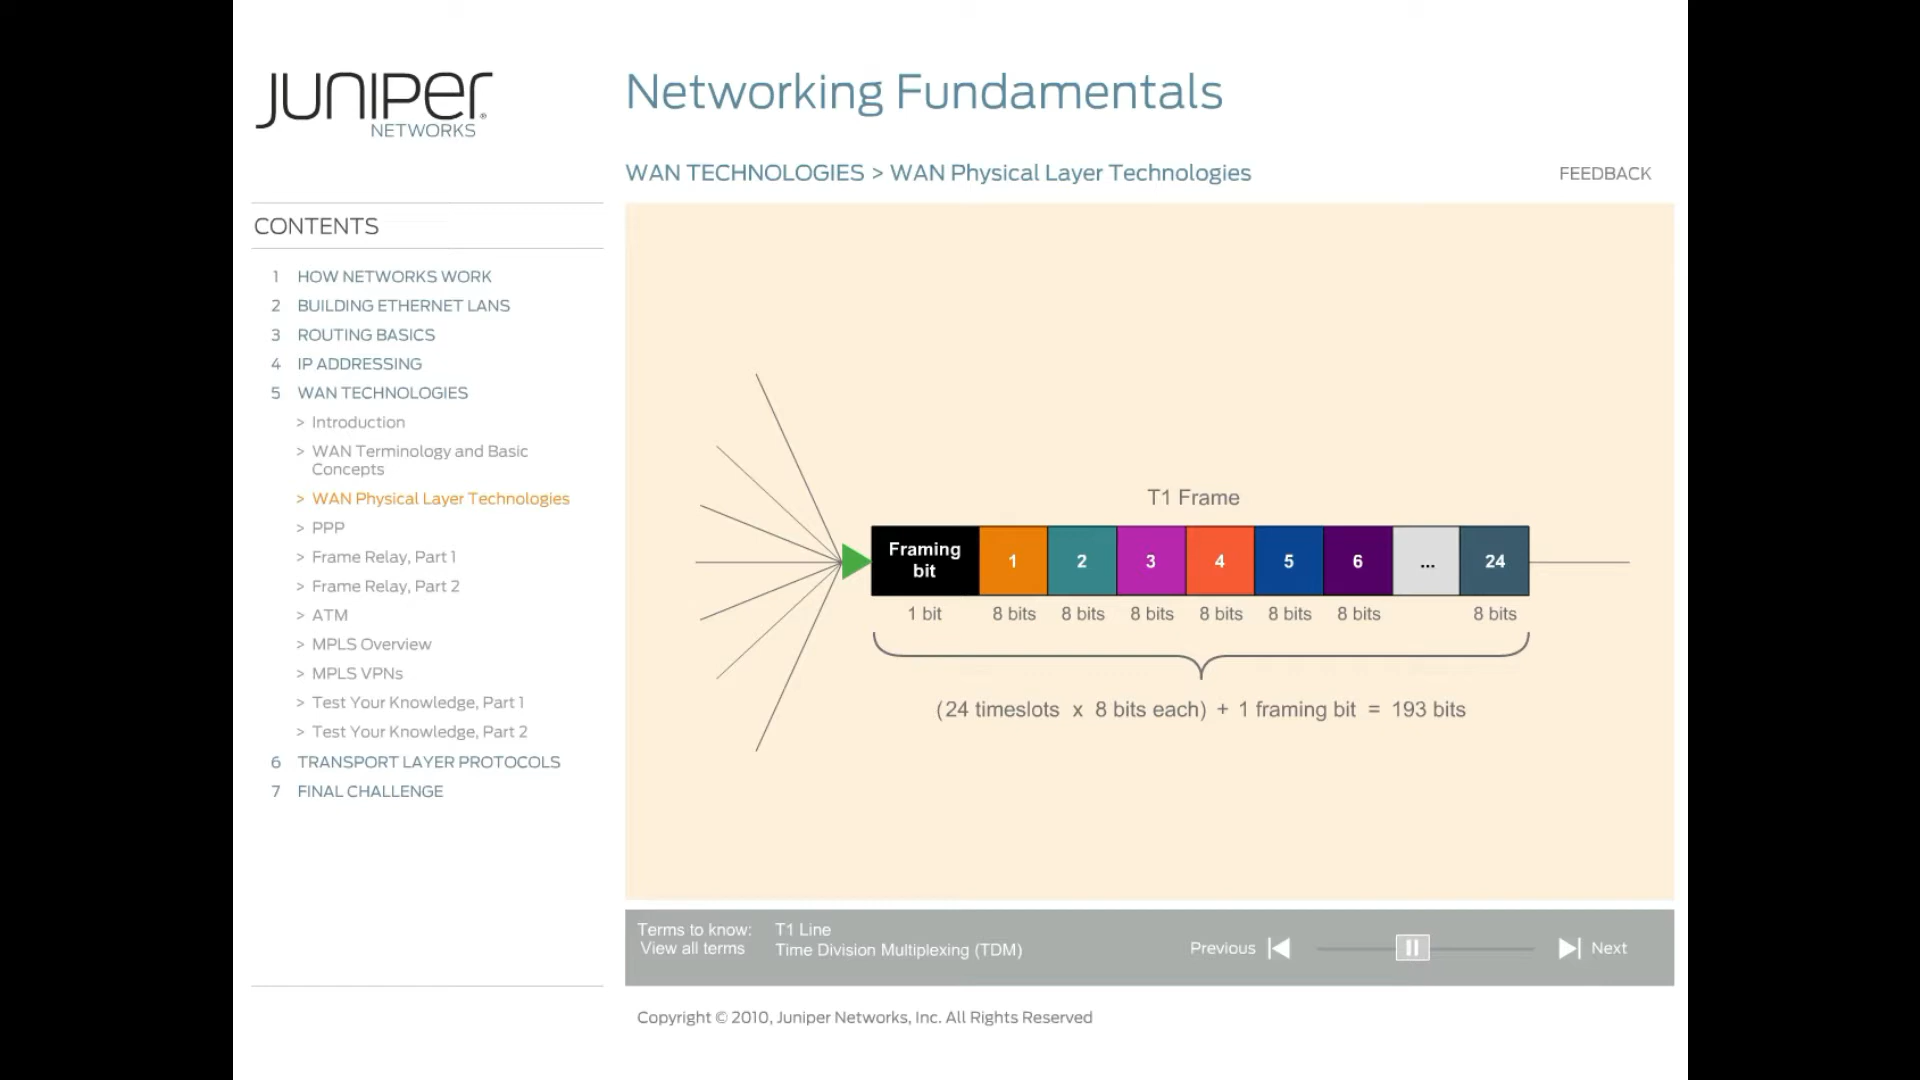 JUNIPER
NETWORKS
Networking Fundamentals
WAN TECHNOLOGIES > WAN Physical Layer Technologies
FEEDBACK
CONTENTS
1 HOW NETWORKS WORK
2 BUILDING ETHERNET LANS
3 ROUTING BASICS
4 IP ADDRESSING
5 WAN TECHNOLOGIES
> Introduction
> WAN Terminology and Basic
Concepts
> WAN Physical Layer Technologies
> PPP
> Frame Relay, Part 1
> Frame Relay, Part 2
> ATM
> MPLS Overview
> MPLS VPNs
> Test Your Knowledge, Part 1
> Test Your Knowledge, Part 2
6 TRANSPORT LAYER PROTOCOLS
7 FINAL CHALLENGE
T1 Frame
Framing
bit
1 2 3 4 5 6 ... 24
1 bit 8 bits 8 bits 8 bits 8 bits 8 bits 8 bits 8 bits
(24 timeslots x 8 bits each) + 1 framing bit = 193 bits
Terms to know: T1 Line
View all terms Time Division Multiplexing (TDM)
Previous Next
Copyright © 2010, Juniper Networks, Inc. All Rights Reserved